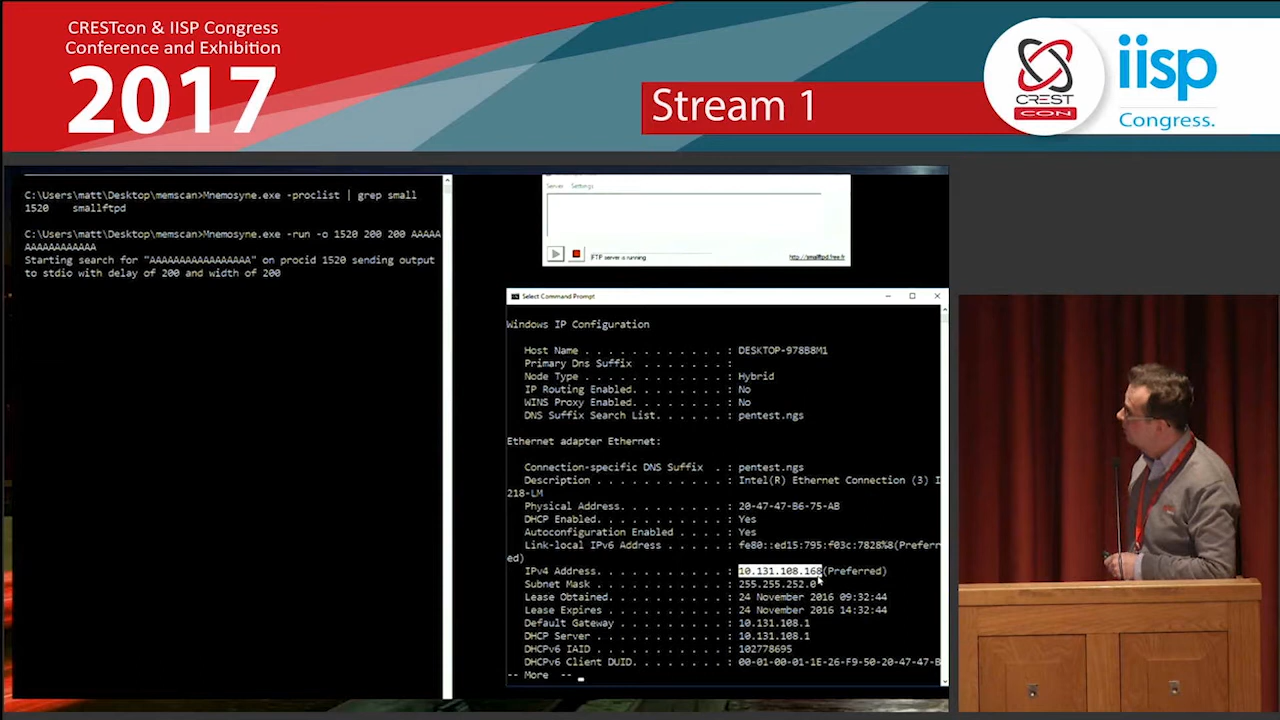 CRESTcon & IISP Congress
Conference and Exhibition
2017
Stream 1
CREST
CON
iisp
Congress.
C:\Users\matt\Desktop\memscan>Mnemosyne.exe -proclist | grep small
1520 smallftpd
C:\Users\matt\Desktop\memscan>Mnemosyne.exe -run -o 1520 200 200 AAAAA
AAAAAAAAAAAA
Starting search for "AAAAAAAAAAAAAAAAA" on procid 1520 sending output
to stdio with delay of 200 and width of 200
Server Settings
FTP server is running
http://smallftpd.free.fr
Select Command Prompt
Windows IP Configuration
Host Name . . . . . . . . . . . . : DESKTOP-978B8M1
Primary Dns Suffix . . . . . . . :
Node Type . . . . . . . . . . . . : Hybrid
IP Routing Enabled. . . . . . . . : No
WINS Proxy Enabled. . . . . . . . : No
DNS Suffix Search List. . . . . . : pentest.ngs
Ethernet adapter Ethernet:
Connection-specific DNS Suffix . : pentest.ngs
Description . . . . . . . . . . . : Intel(R) Ethernet Connection (3) I
218-LM
Physical Address. . . . . . . . . : 20-47-47-B6-75-AB
DHCP Enabled. . . . . . . . . . . : Yes
Autoconfiguration Enabled . . . . : Yes
Link-local IPv6 Address . . . . . : fe80::ed15:795:f03c:7828%8(Preferr
ed)
IPv4 Address. . . . . . . . . . . : 10.131.108.168(Preferred)
Subnet Mask . . . . . . . . . . . : 255.255.252.0
Lease Obtained. . . . . . . . . . : 24 November 2016 09:32:44
Lease Expires . . . . . . . . . . : 24 November 2016 14:32:44
Default Gateway . . . . . . . . . : 10.131.108.1
DHCP Server . . . . . . . . . . . : 10.131.108.1
DHCPv6 IAID . . . . . . . . . . . : 102778695
DHCPv6 Client DUID. . . . . . . . : 00-01-00-01-1E-26-F9-50-20-47-47-B
-- More --